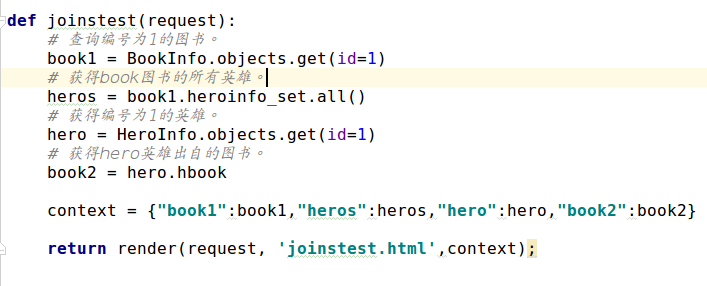 def joinstest(request):
# 查询编号为1的图书。
book1 = BookInfo.objects.get(id=1)
# 获得book图书的所有英雄。
heros = book1.heroinfo_set.all()
# 获得编号为1的英雄。
hero = HeroInfo.objects.get(id=1)
# 获得hero英雄出自的图书。
book2 = hero.hbook
context = {"book1":book1,"heros":heros,"hero":hero,"book2":book2}
return render(request, 'joinstest.html',context);